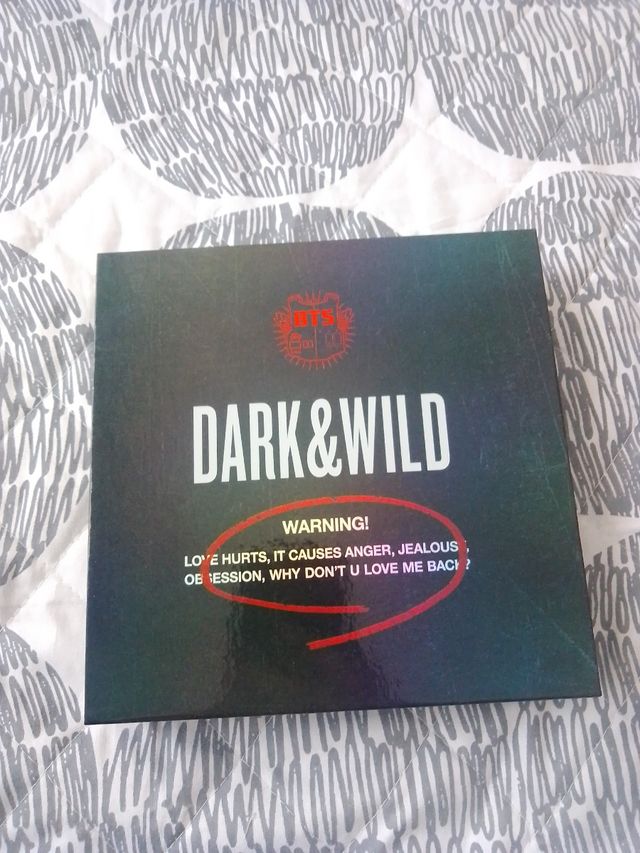 BTS
DARK&WILD
WARNING!
LOVE HURTS, IT CAUSES ANGER, JEALOUSY,
OBSESSION, WHY DON'T U LOVE ME BACK?